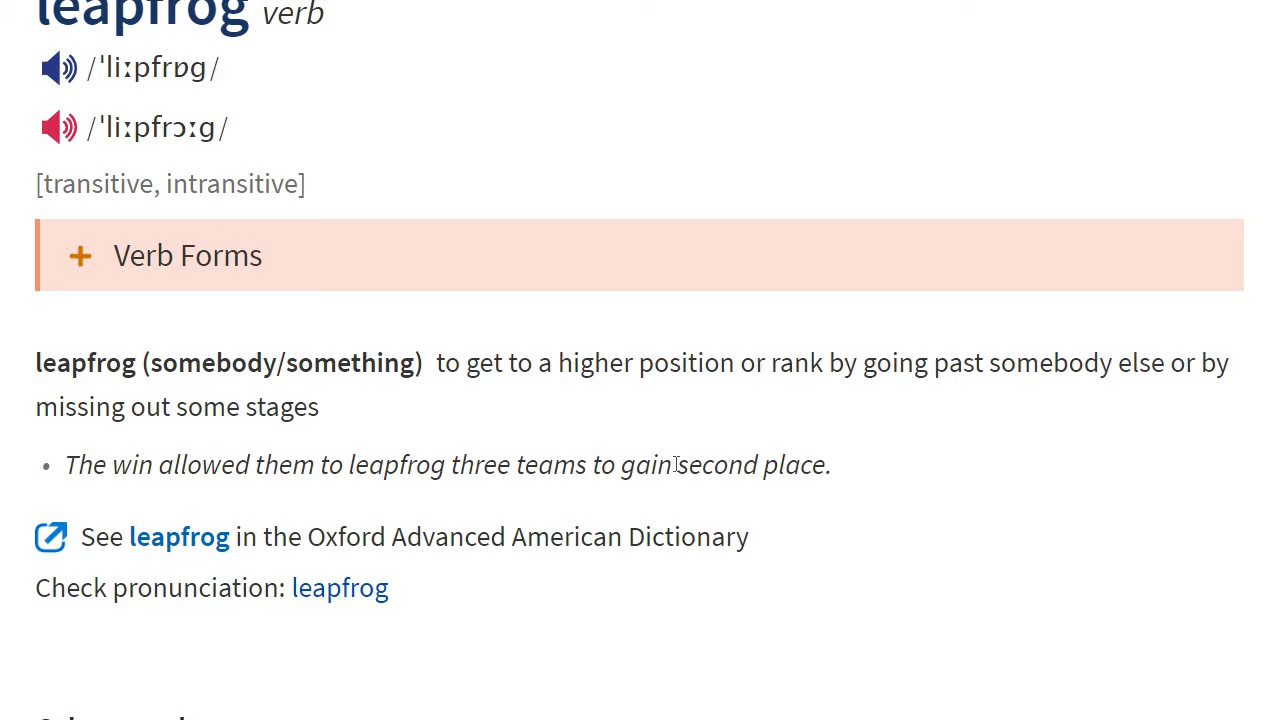 leapfrog verb
/ˈliːpfrɒɡ/
/ˈliːpfrɔːɡ/
[transitive, intransitive]
+ Verb Forms
leapfrog (somebody/something) to get to a higher position or rank by going past somebody else or by
missing out some stages
• The win allowed them to leapfrog three teams to gain second place.
See leapfrog in the Oxford Advanced American Dictionary
Check pronunciation: leapfrog